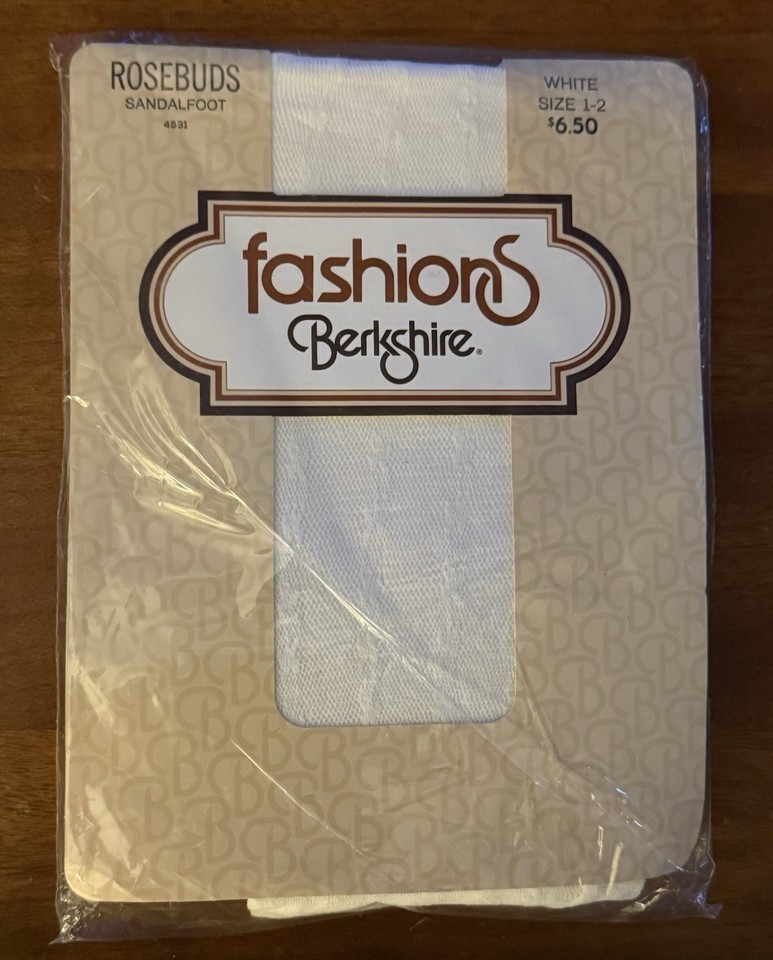 ROSEBUDS
SANDALFOOT
4531
WHITE
SIZE 1-2
$6.50
fashionS
Berkshire®